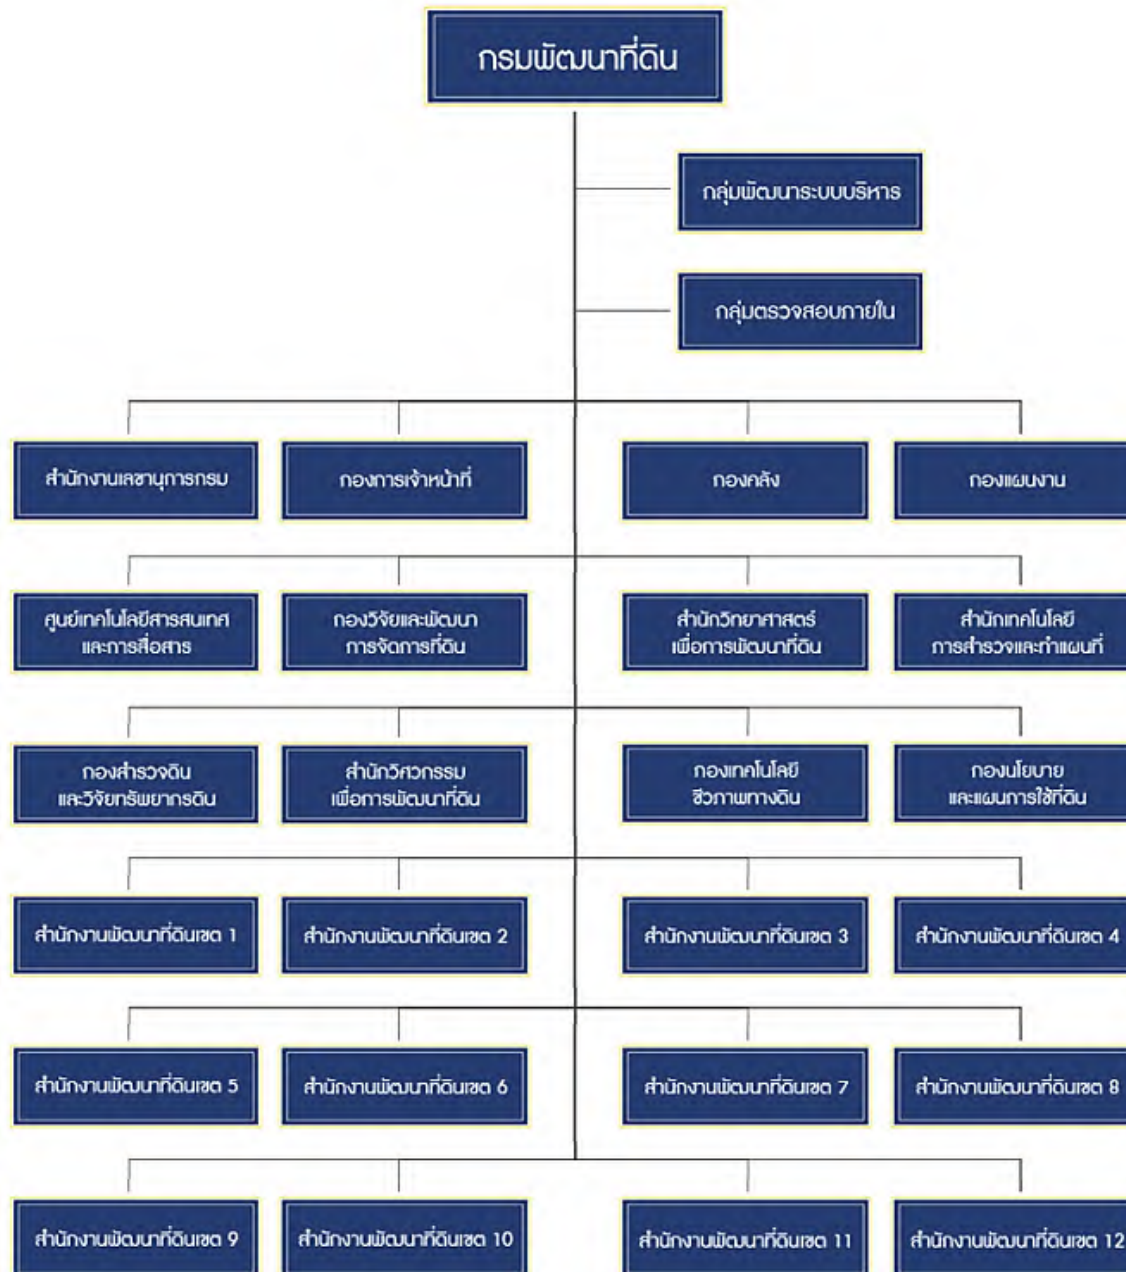 กรมพัฒนาที่ดิน
กลุ่มพัฒนาระบบบริหาร
กลุ่มตรวจสอบภายใน
สำนักงานเลขานุการกรม
กองการเจ้าหน้าที่
กองคลัง
กองแผนงาน
ศูนย์เทคโนโลยีสารสนเทศ
และการสื่อสาร
กองวิจัยและพัฒนา
การจัดการที่ดิน
สำนักวิทยาศาสตร์
เพื่อการพัฒนาที่ดิน
สำนักเทคโนโลยี
การสำรวจและทำแผนที่
กองสำรวจดิน
และวิจัยทรัพยากรดิน
สำนักวิศวกรรม
เพื่อการพัฒนาที่ดิน
กองเทคโนโลยี
ชีวภาพทางดิน
กองนโยบาย
และแผนการใช้ที่ดิน
สำนักงานพัฒนาที่ดินเขต 1
สำนักงานพัฒนาที่ดินเขต 2
สำนักงานพัฒนาที่ดินเขต 3
สำนักงานพัฒนาที่ดินเขต 4
สำนักงานพัฒนาที่ดินเขต 5
สำนักงานพัฒนาที่ดินเขต 6
สำนักงานพัฒนาที่ดินเขต 7
สำนักงานพัฒนาที่ดินเขต 8
สำนักงานพัฒนาที่ดินเขต 9
สำนักงานพัฒนาที่ดินเขต 10
สำนักงานพัฒนาที่ดินเขต 11
สำนักงานพัฒนาที่ดินเขต 12